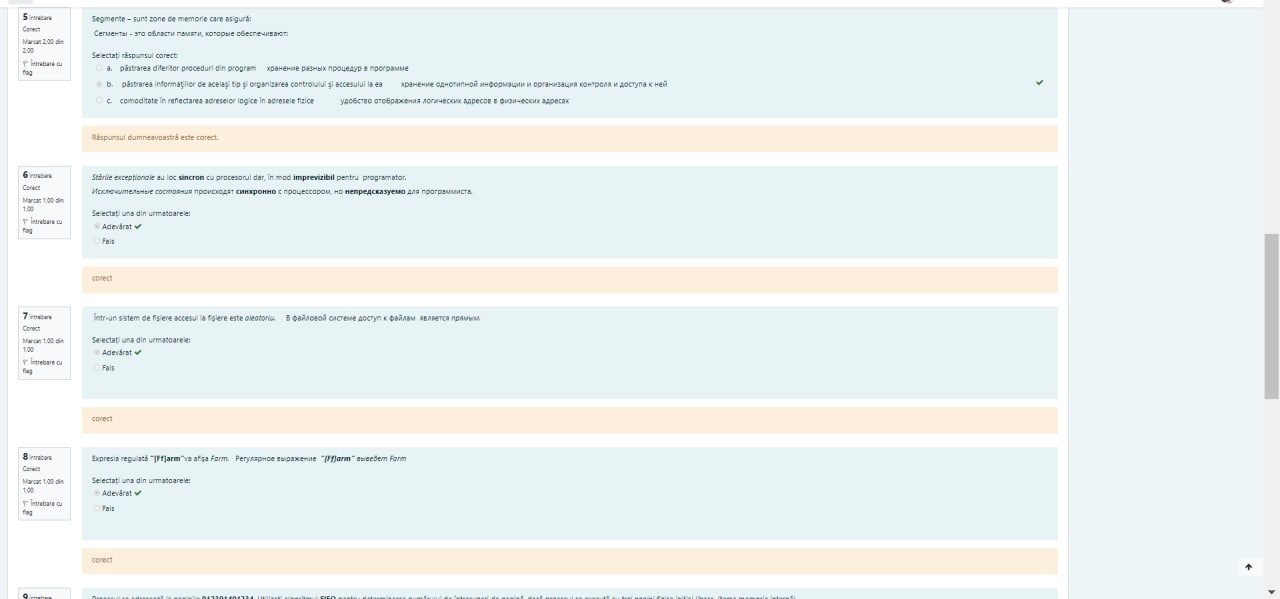 5 Întrebare
Corect
Marcat 2,00 din
2,00
Întrebare cu
flag
Segmente – sunt zone de memorie care asigură:
Сегменты - это области памяти, которые обеспечивают:
Selectați răspunsul corect:
a. păstrarea diferitor proceduri din program хранение разных процедур в программе
b. păstrarea informațiilor de același tip și organizarea controlului și accesului la ea хранение однотипной информации и организация контроля и доступа к ней
c. comoditate în reflectarea adreselor logice în adresele fizice удобство отображения логических адресов в физических адресах
Răspunsul dumneavoastră este corect.
6 Întrebare
Corect
Marcat 1,00 din
1,00
Întrebare cu
flag
Stările excepționale au loc sincron cu procesorul dar, în mod imprevizibil pentru programator.
Исключительные состояния происходят синхронно с процессором, но непредсказуемо для программиста.
Selectați una din urmatoarele:
Adevărat
Fals
corect
7 Întrebare
Corect
Marcat 1,00 din
1,00
Întrebare cu
flag
Într-un sistem de fișiere accesul la fișiere este aleatoriu. В файловой системе доступ к файлам является прямым.
Selectați una din urmatoarele:
Adevărat
Fals
corect
8 Întrebare
Corect
Marcat 1,00 din
1,00
Întrebare cu
flag
Expresia regulată "[Ff]arm"va afișa Farm. Регулярное выражение "[Ff]arm" выведет Farm
Selectați una din urmatoarele:
Adevărat
Fals
corect
9 Întrebare